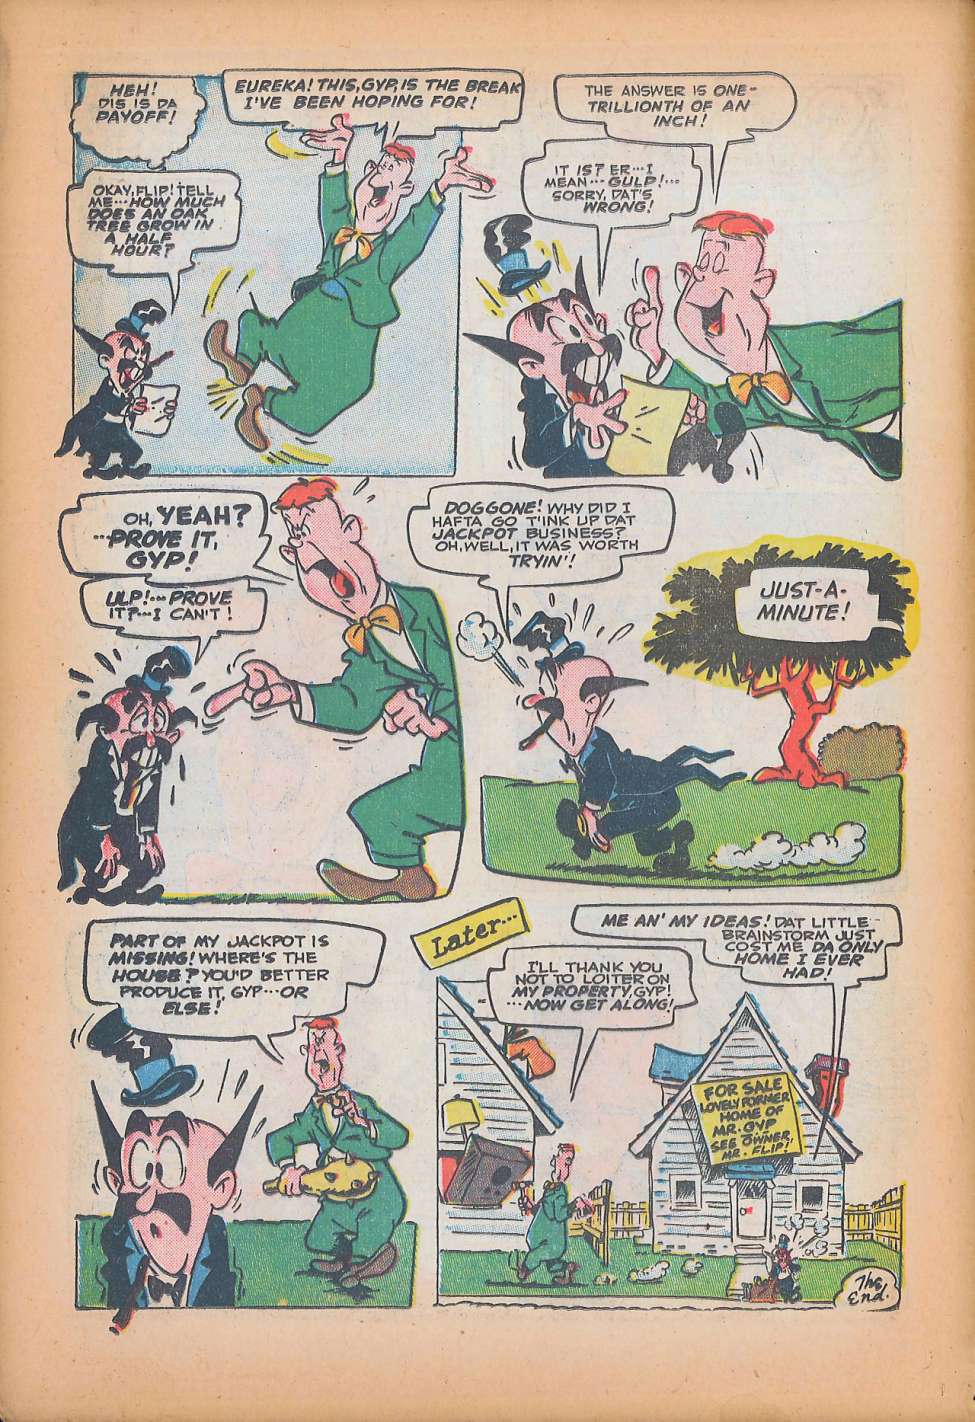 HEH!
DIS IS DA
PAYOFF!
OKAY, FLIP! TELL
ME... HOW MUCH
DOES AN OAK
TREE GROW IN
A HALF
HOUR?
EUREKA! THIS, GYP, IS THE BREAK
I'VE BEEN HOPING FOR!
THE ANSWER IS ONE-
TRILLIONTH OF AN
INCH!
IT IS? ER...I
MEAN... GULP!...
SORRY, DAT'S
WRONG!
OH, YEAH?
...PROVE IT,
GYP!
ULP!... PROVE
IT?...I CAN'T!
DOGGONE! WHY DID I
HAFTA GO T'INK UP DAT
JACKPOT BUSINESS?
OH, WELL, IT WAS WORTH
TRYIN'!
JUST-A-
MINUTE!
PART OF MY JACKPOT IS
MISSING! WHERE'S THE
HOUSE? YOU'D BETTER
PRODUCE IT, GYP...OR
ELSE!
Later...
I'LL THANK YOU
NOT TO LOITER ON
MY PROPERTY, GYP!
...NOW GET ALONG!
ME AN' MY IDEAS! DAT LITTLE
BRAINSTORM JUST
COST ME DA ONLY
HOME I EVER
HAD!
FOR SALE
LOVELY FORMER
HOME OF
MR. GYP
SEE OWNER,
MR. FLIP!
The
End.